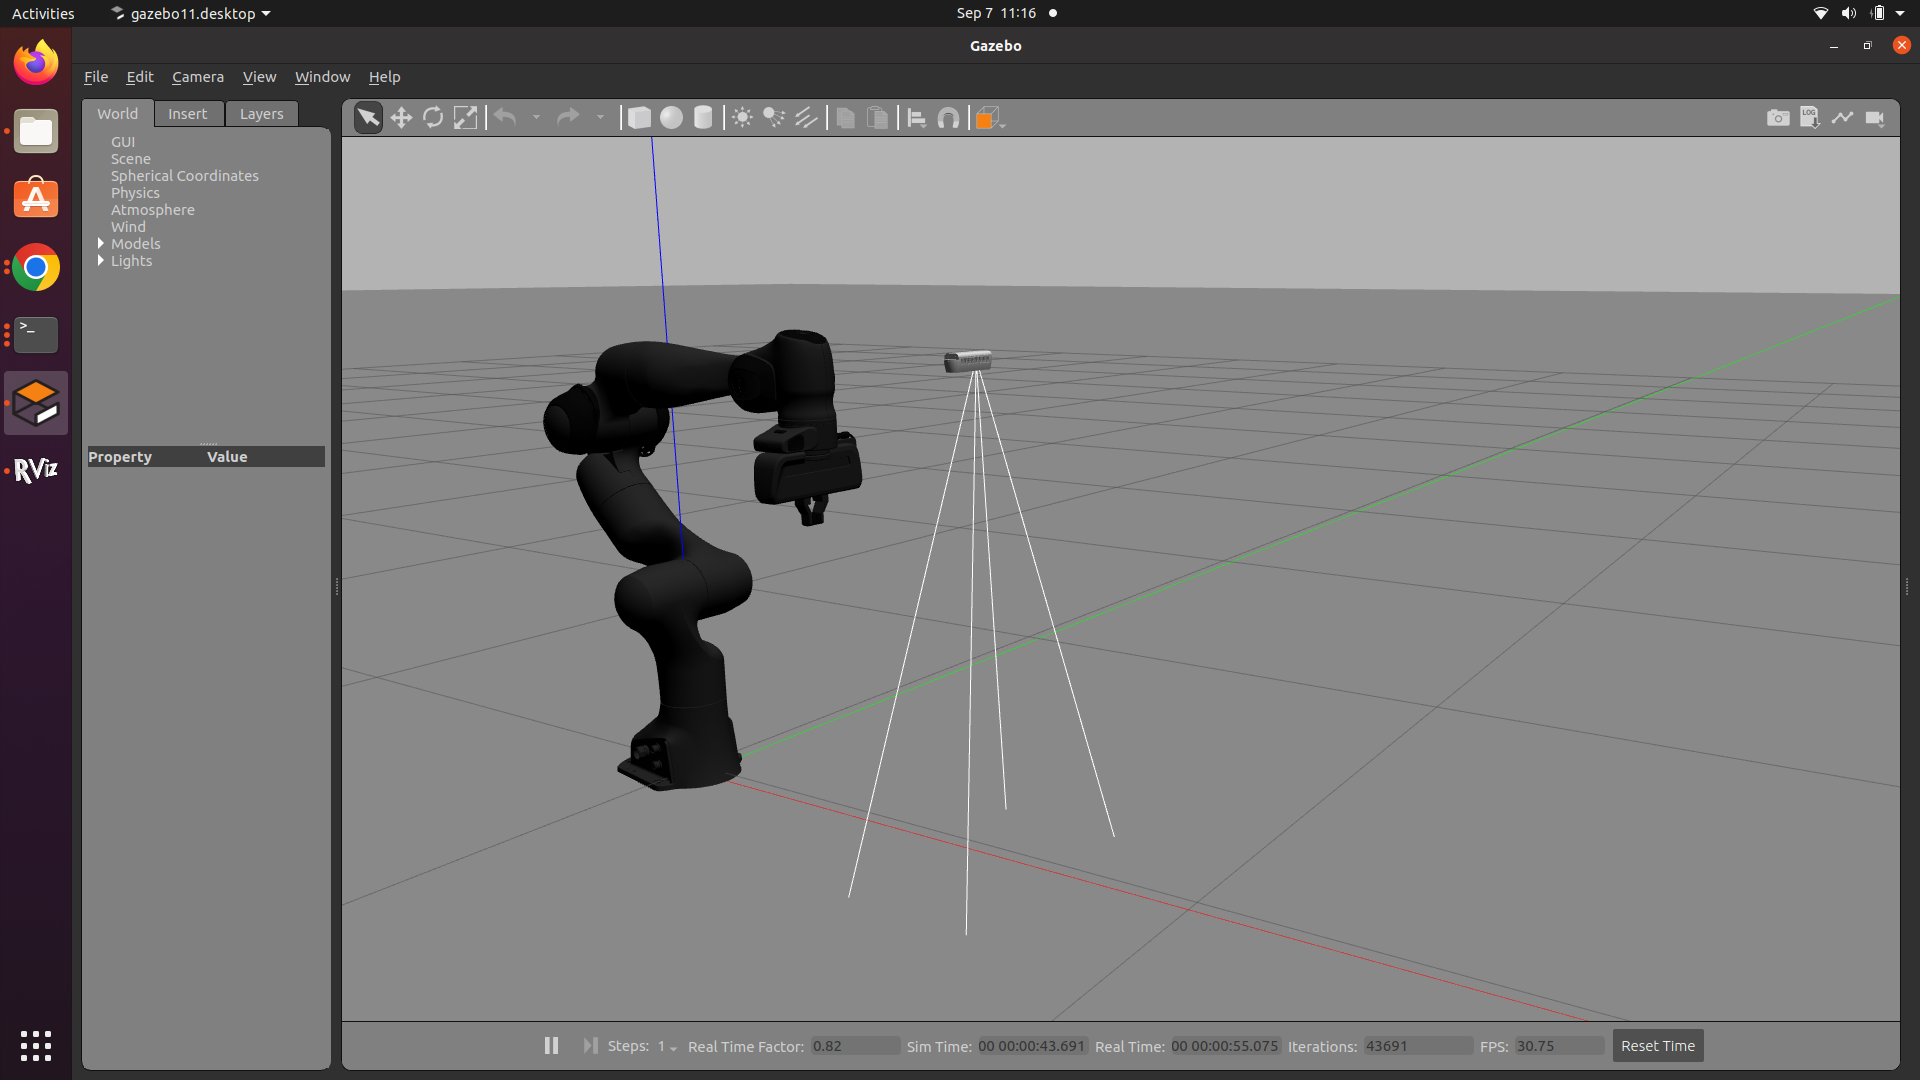 Activities
gazebo11.desktop
Sep 7 11:16
Gazebo
File Edit Camera View Window Help
World Insert Layers
LOG
GUI
Scene
Spherical Coordinates
Physics
Atmosphere
Wind
Models
Lights
>_
Property Value
RViz
Steps: 1 Real Time Factor: 0.82 Sim Time: 00 00:00:43.691 Real Time: 00 00:00:55.075 Iterations: 43691 FPS: 30.75 Reset Time